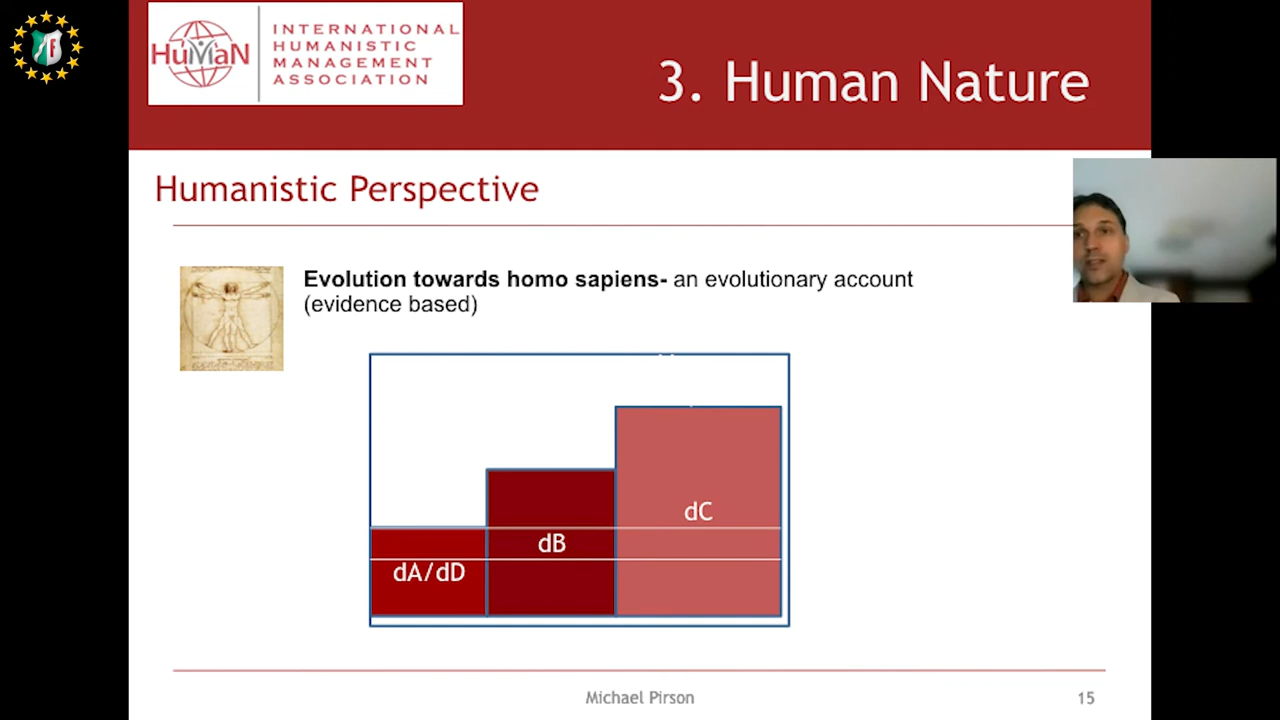 HUMAN
INTERNATIONAL
HUMANISTIC
MANAGEMENT
ASSOCIATION
3. Human Nature
Humanistic Perspective
Evolution towards homo sapiens- an evolutionary account
(evidence based)
dC
dB
dA/dD
Michael Pirson
15